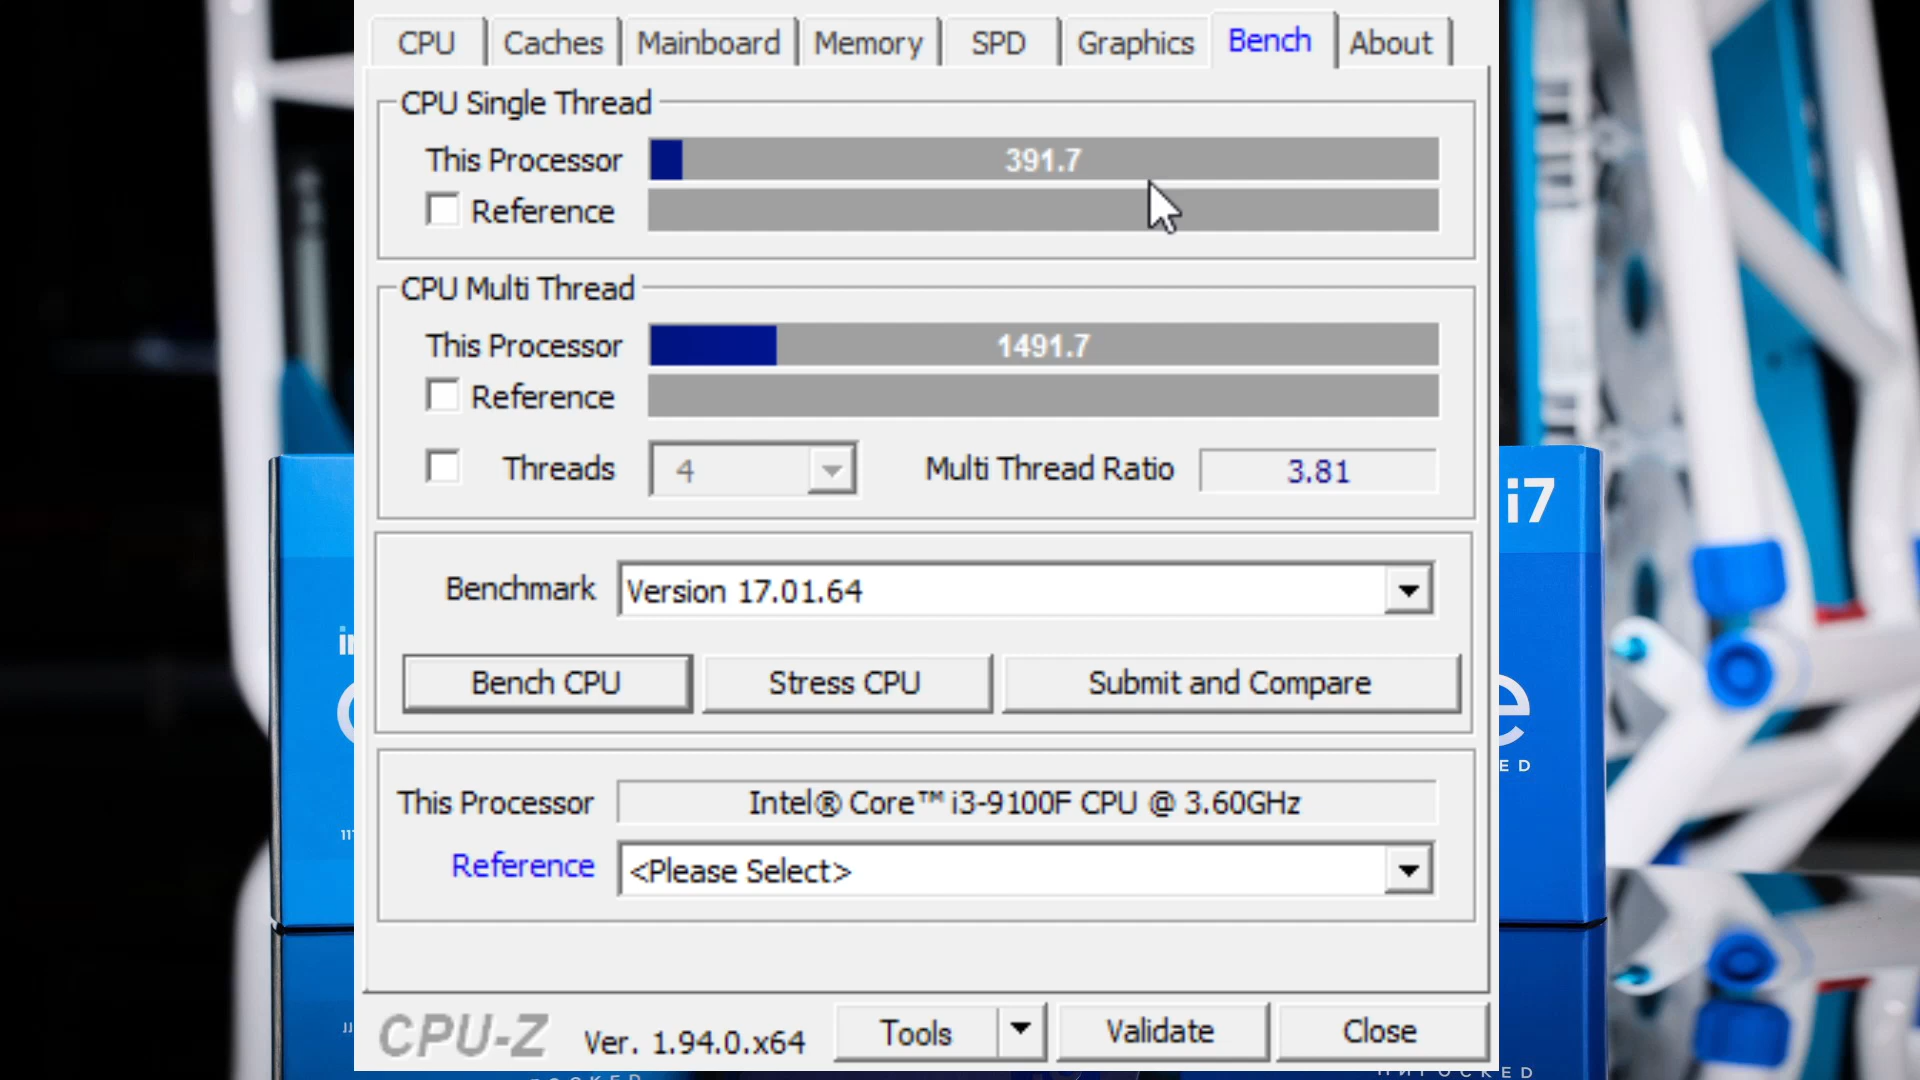 CPU Caches Mainboard Memory SPD Graphics Bench About
CPU Single Thread
This Processor 391.7
Reference
CPU Multi Thread
This Processor 1491.7
Reference
Threads 4 Multi Thread Ratio 3.81
i7
Benchmark Version 17.01.64
Bench CPU Stress CPU Submit and Compare
This Processor Intel® Core™ i3-9100F CPU @ 3.60GHz
Reference <Please Select>
CPU-Z Ver. 1.94.0.x64 Tools Validate Close